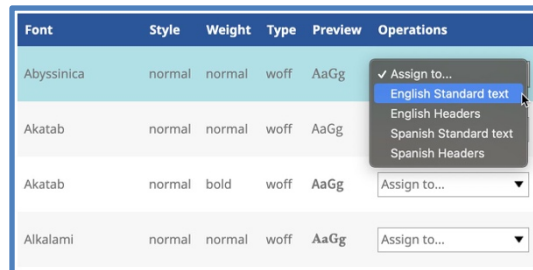 Font Style Weight Type Preview Operations
Abyssinica normal normal woff AaGg ✓ Assign to...
English Standard text
English Headers
Spanish Standard text
Spanish Headers
Akatab normal normal woff AaGg
Akatab normal bold woff AaGg Assign to...
Alkalami normal normal woff AaGg Assign to...